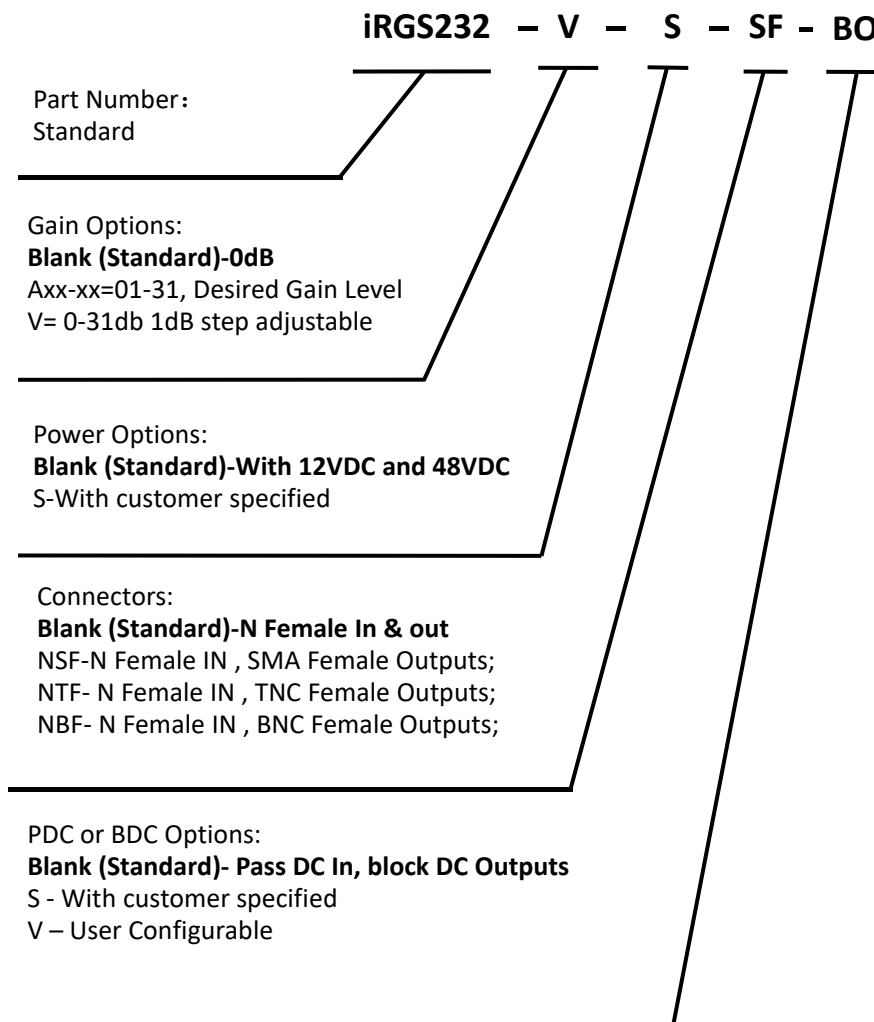 iRGS232 – V – S – SF – BO
Part Number：
Standard
Gain Options:
Blank (Standard)-0dB
Axx-xx=01-31, Desired Gain Level
V= 0-31db 1dB step adjustable
Power Options:
Blank (Standard)-With 12VDC and 48VDC
S-With customer specified
Connectors:
Blank (Standard)-N Female In & out
NSF-N Female IN , SMA Female Outputs;
NTF- N Female IN , TNC Female Outputs;
NBF- N Female IN , BNC Female Outputs;
PDC or BDC Options:
Blank (Standard)- Pass DC In, block DC Outputs
S - With customer specified
V – User Configurable